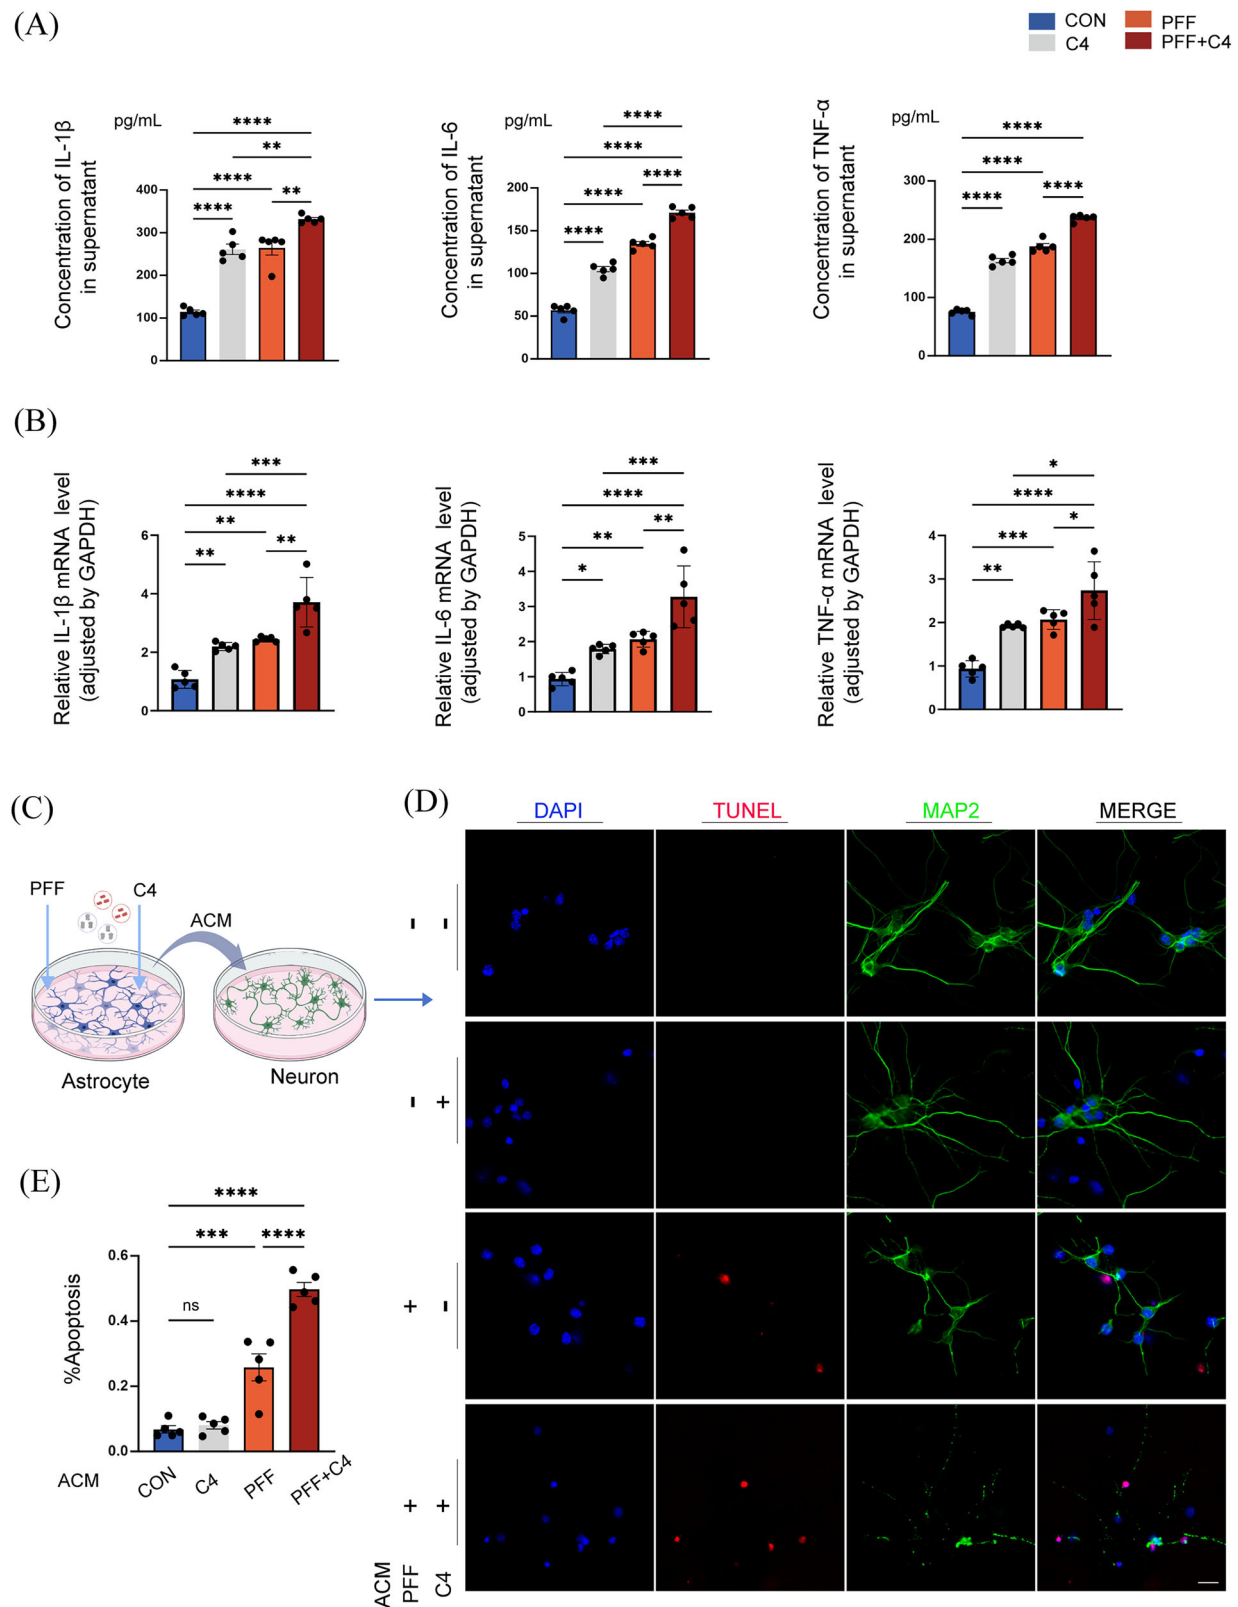 (A)
CON
PFF
C4
PFF+C4
Concentration of IL-1β
in supernatant
pg/mL
****
**
****
**
****
400
300
200
100
0
Concentration of IL-6
in supernatant
pg/mL
****
****
****
****
****
200
150
100
50
0
Concentration of TNF-α
in supernatant
pg/mL
****
****
****
****
300
200
100
0
(B)
Relative IL-1β mRNA level
(adjusted by GAPDH)
***
****
**
**
**
6
4
2
0
Relative IL-6 mRNA level
(adjusted by GAPDH)
***
****
**
**
*
5
4
3
2
1
0
Relative TNF-α mRNA level
(adjusted by GAPDH)
*
****
*
***
**
4
3
2
1
0
(C)
PFF
C4
ACM
Astrocyte
Neuron
(D)
DAPI
TUNEL
MAP2
MERGE
- -
- +
+ -
+ +
ACM
PFF
C4
(E)
%Apoptosis
****
***
****
ns
0.6
0.4
0.2
0.0
ACM
CON
C4
PFF
PFF+C4